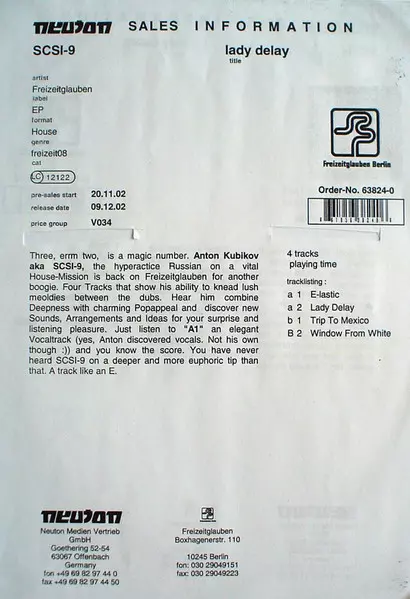 neuton SALES INFORMATION
SCSI-9 lady delay
artist title
Freizeitglauben
label
EP
format
House
genre
freizeit08
cat
LC 12122
Freizeitglauben Berlin
pre-sales start 20.11.02
release date 09.12.02
price group V034
Order-No. 63824-0
Three, erm two, is a magic number. Anton Kubikov
aka SCSI-9, the hyperactice Russian on a vital
House-Mission is back on Freizeitglauben for another
boogie. Four Tracks that show his ability to knead lush
meoldies between the dubs. Hear him combine
Deepness with charming Popappeal and discover new
Sounds, Arrangements and Ideas for your surprise and
listening pleasure. Just listen to "A1" an elegant
Vocaltrack (yes, Anton discovered vocals. Not his own
though :)) and you know the score. You have never
heard SCSI-9 on a deeper and more euphoric tip than
that. A track like an E.
4 tracks
playing time
tracklisting :
a 1 E-lastic
a 2 Lady Delay
b 1 Trip To Mexico
B 2 Window From White
neuton
Neuton Medien Vertrieb
GmbH
Goethering 52-54
63067 Offenbach
Germany
fon +49 69 82 97 44 0
fax +49 69 82 97 44 50
Freizeitglauben
Boxhagenerstr. 110
10245 Berlin
fon: 030 29049151
fax: 030 29049223